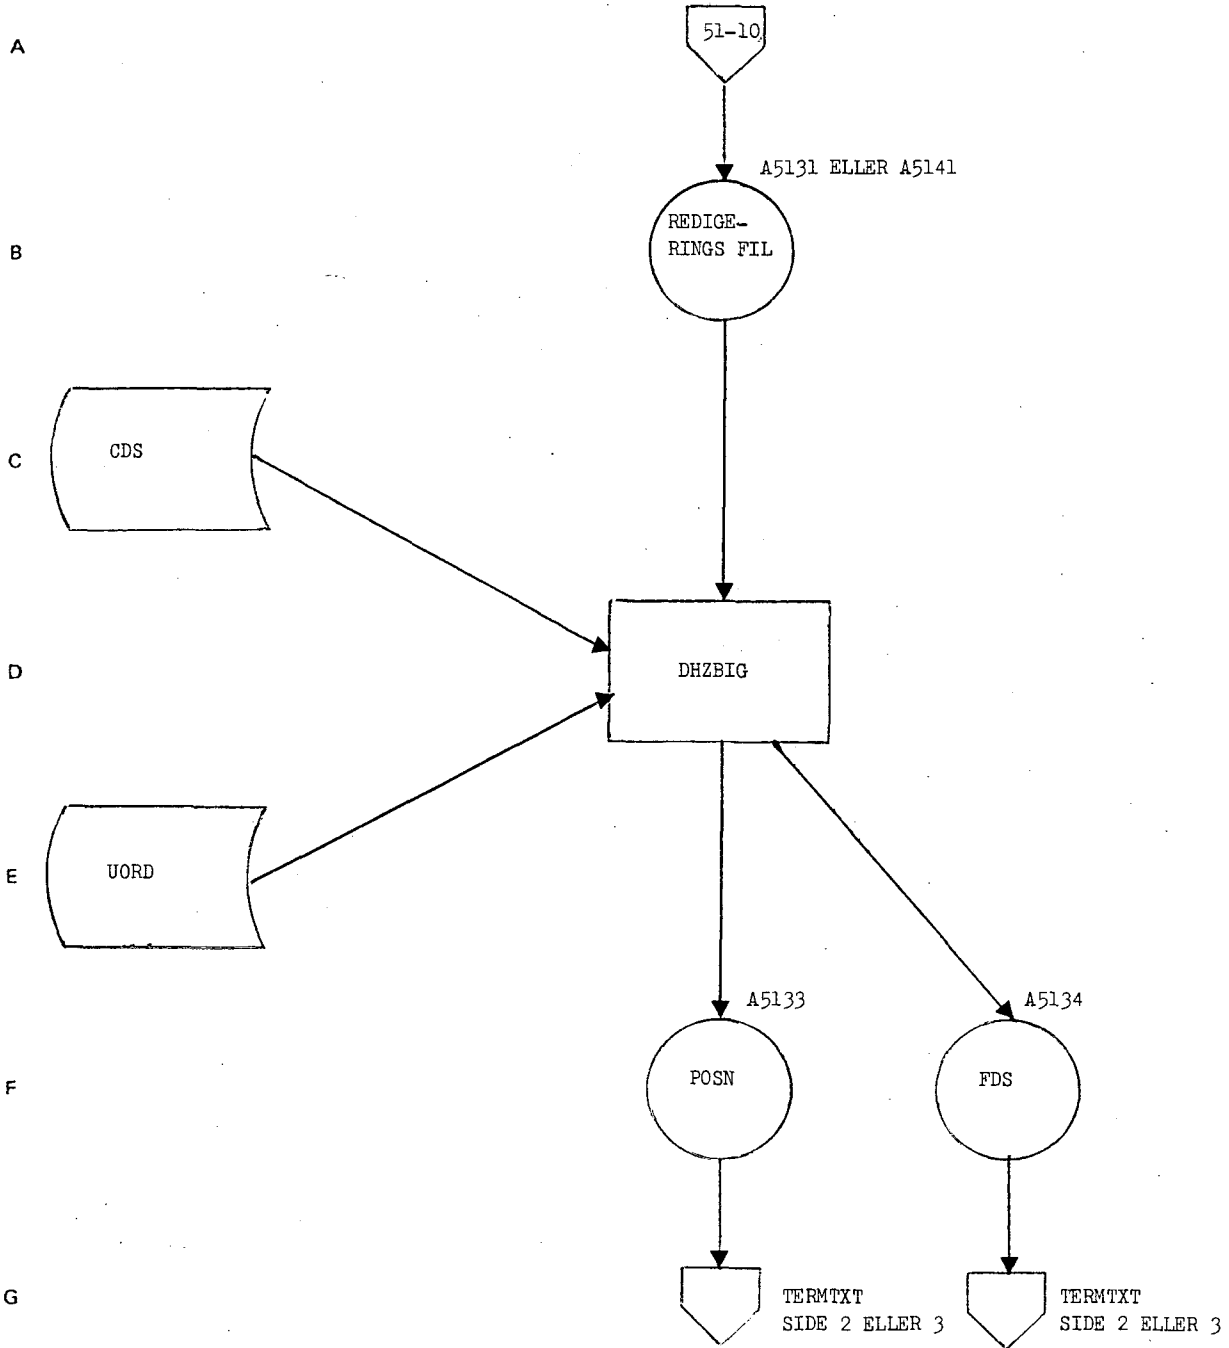 A
51-10
A5131 ELLER A5141
REDIGE-
RINGS FIL
B
CDS
C
D
DHZBIG
E
UORD
A5133
A5134
F
POSN
FDS
G
TERMTXT
SIDE 2 ELLER 3
TERMTXT
SIDE 2 ELLER 3